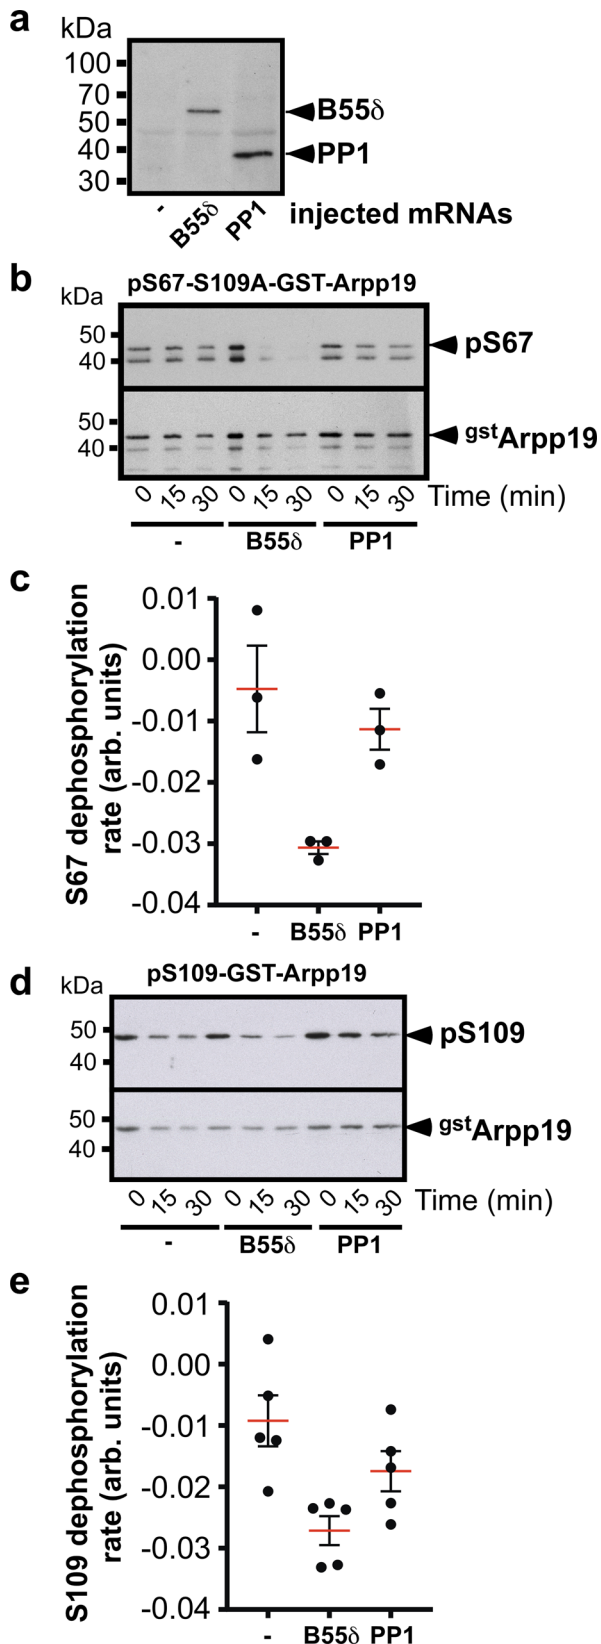 a
kDa
100
70
50
40
30
B55δ
PP1
- B55δ PP1 injected mRNAs
b
pS67-S109A-GST-Arpp19
kDa
50
40
pS67
50
40
gstArpp19
0 15 30 0 15 30 0 15 30 Time (min)
- B55δ PP1
c
S67 dephosphorylation
rate (arb. units)
0.01
0.00
-0.01
-0.02
-0.03
-0.04
- B55δ PP1
d
pS109-GST-Arpp19
kDa
50
40
pS109
50
40
gstArpp19
0 15 30 0 15 30 0 15 30 Time (min)
- B55δ PP1
e
S109 dephosphorylation
rate (arb. units)
0.01
0.00
-0.01
-0.02
-0.03
-0.04
- B55δ PP1